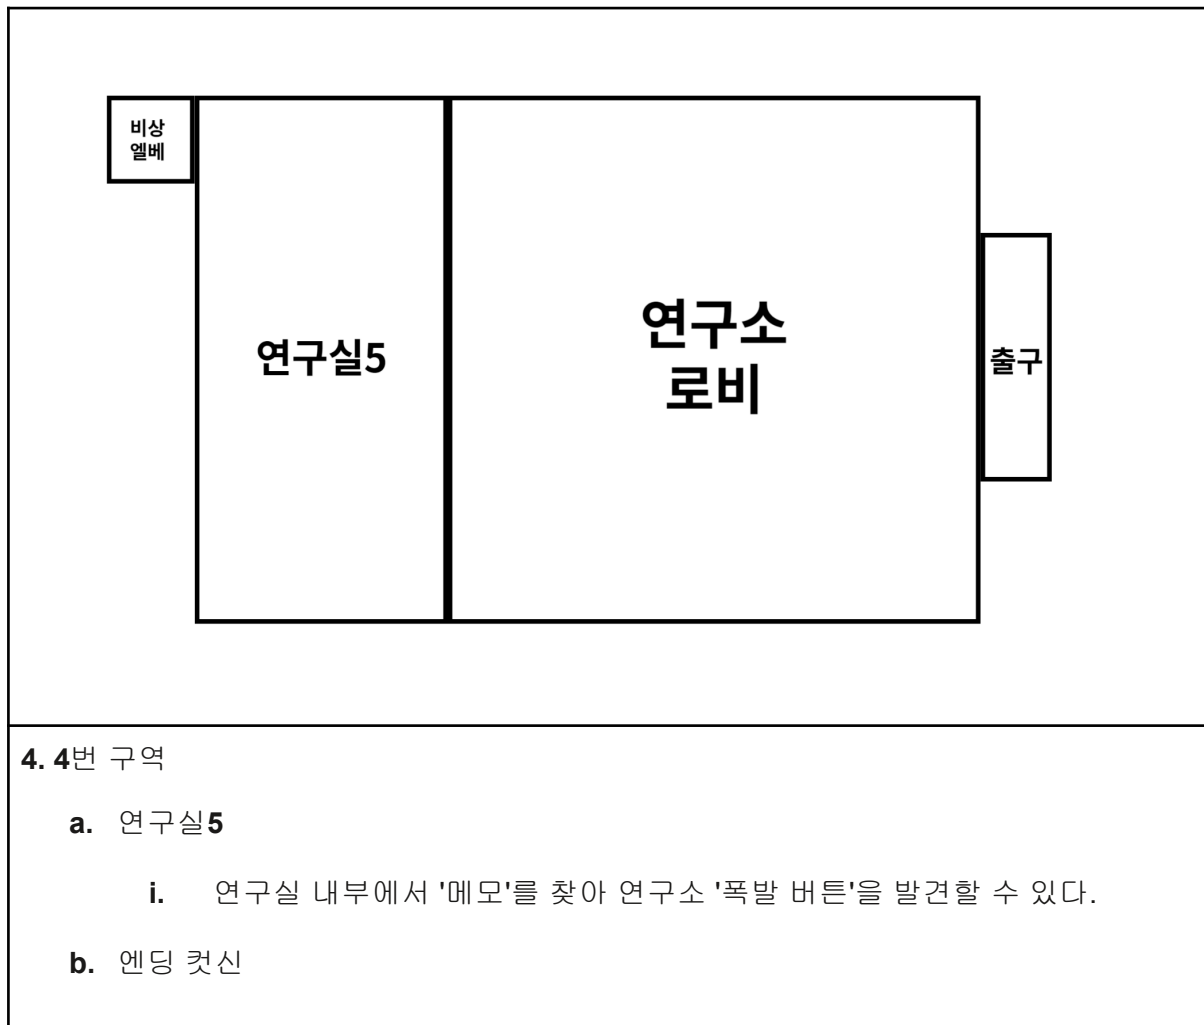 비상
엘베
연구실5
연구소
로비
출구
4. 4번 구역
a. 연구실5
i. 연구실 내부에서 '메모'를 찾아 연구소 '폭발 버튼'을 발견할 수 있다.
b. 엔딩 컷신